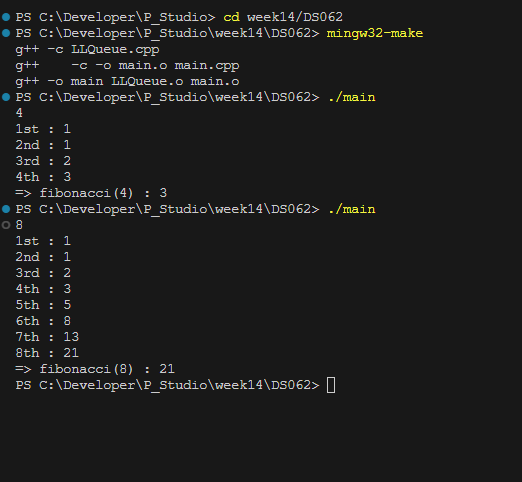 PS C:\Developer\P_Studio> cd week14/DS062
PS C:\Developer\P_Studio\week14\DS062> mingw32-make
g++ -c LLQueue.cpp
g++    -c -o main.o main.cpp
g++ -o main LLQueue.o main.o
PS C:\Developer\P_Studio\week14\DS062> ./main
4
1st : 1
2nd : 1
3rd : 2
4th : 3
=> fibonacci(4) : 3
PS C:\Developer\P_Studio\week14\DS062> ./main
8
1st : 1
2nd : 1
3rd : 2
4th : 3
5th : 5
6th : 8
7th : 13
8th : 21
=> fibonacci(8) : 21
PS C:\Developer\P_Studio\week14\DS062>